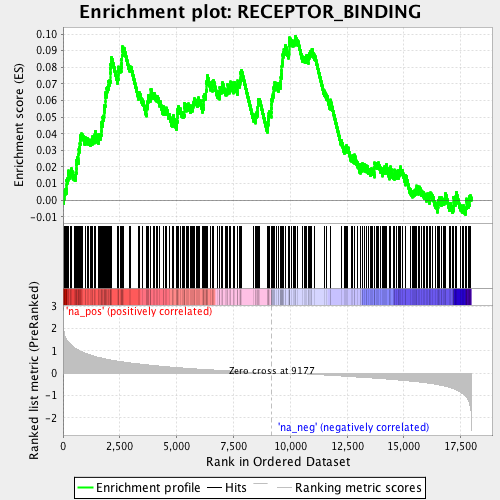 Enrichment plot: RECEPTOR_BINDING
Enrichment score (ES)
0.10
0.09
0.08
0.07
0.06
0.05
0.04
0.03
0.02
0.01
0.00
-0.01
'na_pos' (positively correlated)
Ranked list metric (PreRanked)
3
2
1
0
-1
-2
Zero cross at 9177
'na_neg' (negatively correlated)
0
2,500
5,000
7,500
10,000
12,500
15,000
17,500
Rank in Ordered Dataset
Enrichment profile
Hits
Ranking metric scores